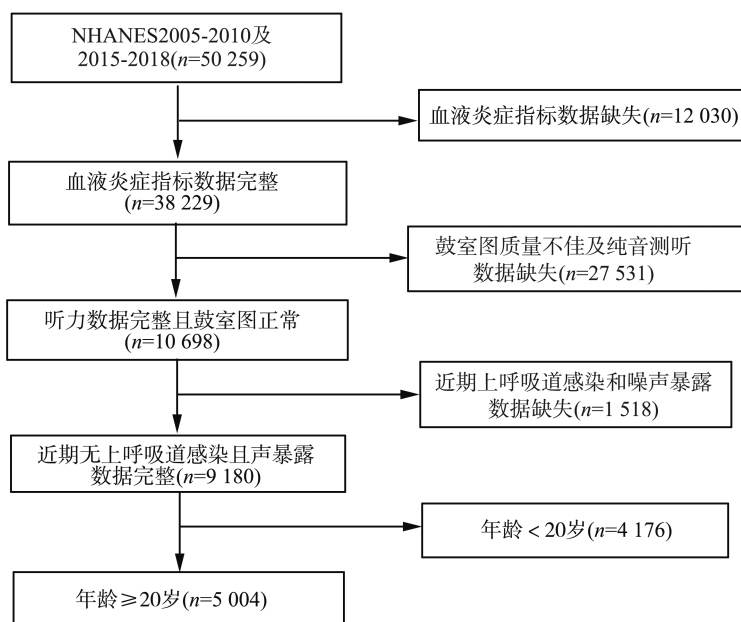 NHANES2005-2010及
2015-2018(n=50 259)
血液炎症指标数据缺失(n=12 030)
血液炎症指标数据完整
(n=38 229)
鼓室图质量不佳及纯音测听
数据缺失(n=27 531)
听力数据完整且鼓室图正常
(n=10 698)
近期上呼吸道感染和噪声暴露
数据缺失(n=1 518)
近期无上呼吸道感染且声暴露
数据完整(n=9 180)
年龄＜20岁(n=4 176)
年龄≥20岁(n=5 004)